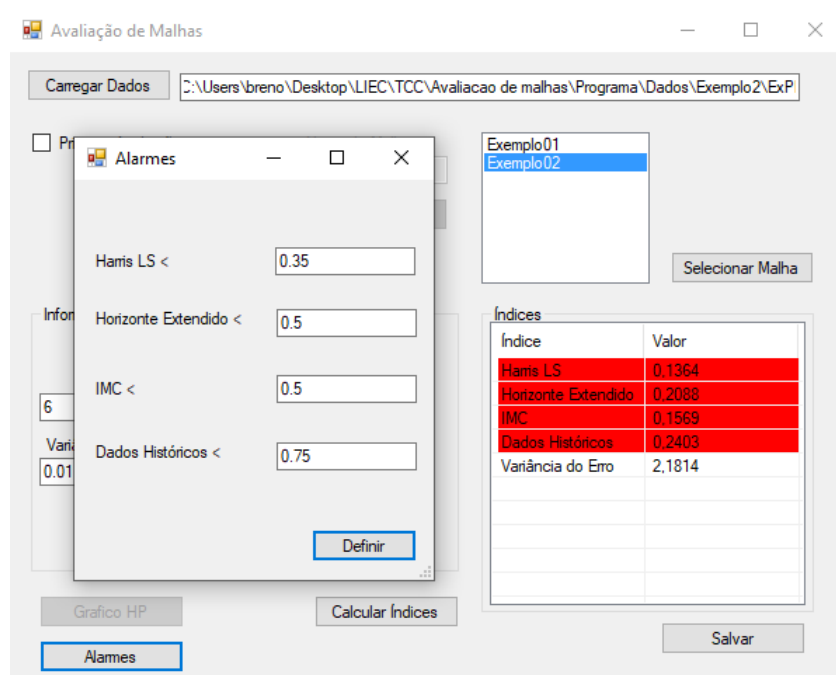 Avaliação de Malhas
Carregar Dados
C:\Users\breno\Desktop\LIEC\TCC\Avaliacao de malhas\Programa\Dados\Exemplo2\ExP
Exemplo01
Exemplo02
Selecionar Malha
Alarmes
Harris LS <
0.35
Horizonte Extendido <
0.5
IMC <
0.5
Dados Históricos <
0.75
Definir
6
0.01
Índices
Índice Valor
Harris LS 0,1364
Horizonte Extendido 0,2088
IMC 0,1569
Dados Históricos 0,2403
Variância do Erro 2,1814
Grafico HP
Calcular Índices
Alarmes
Salvar